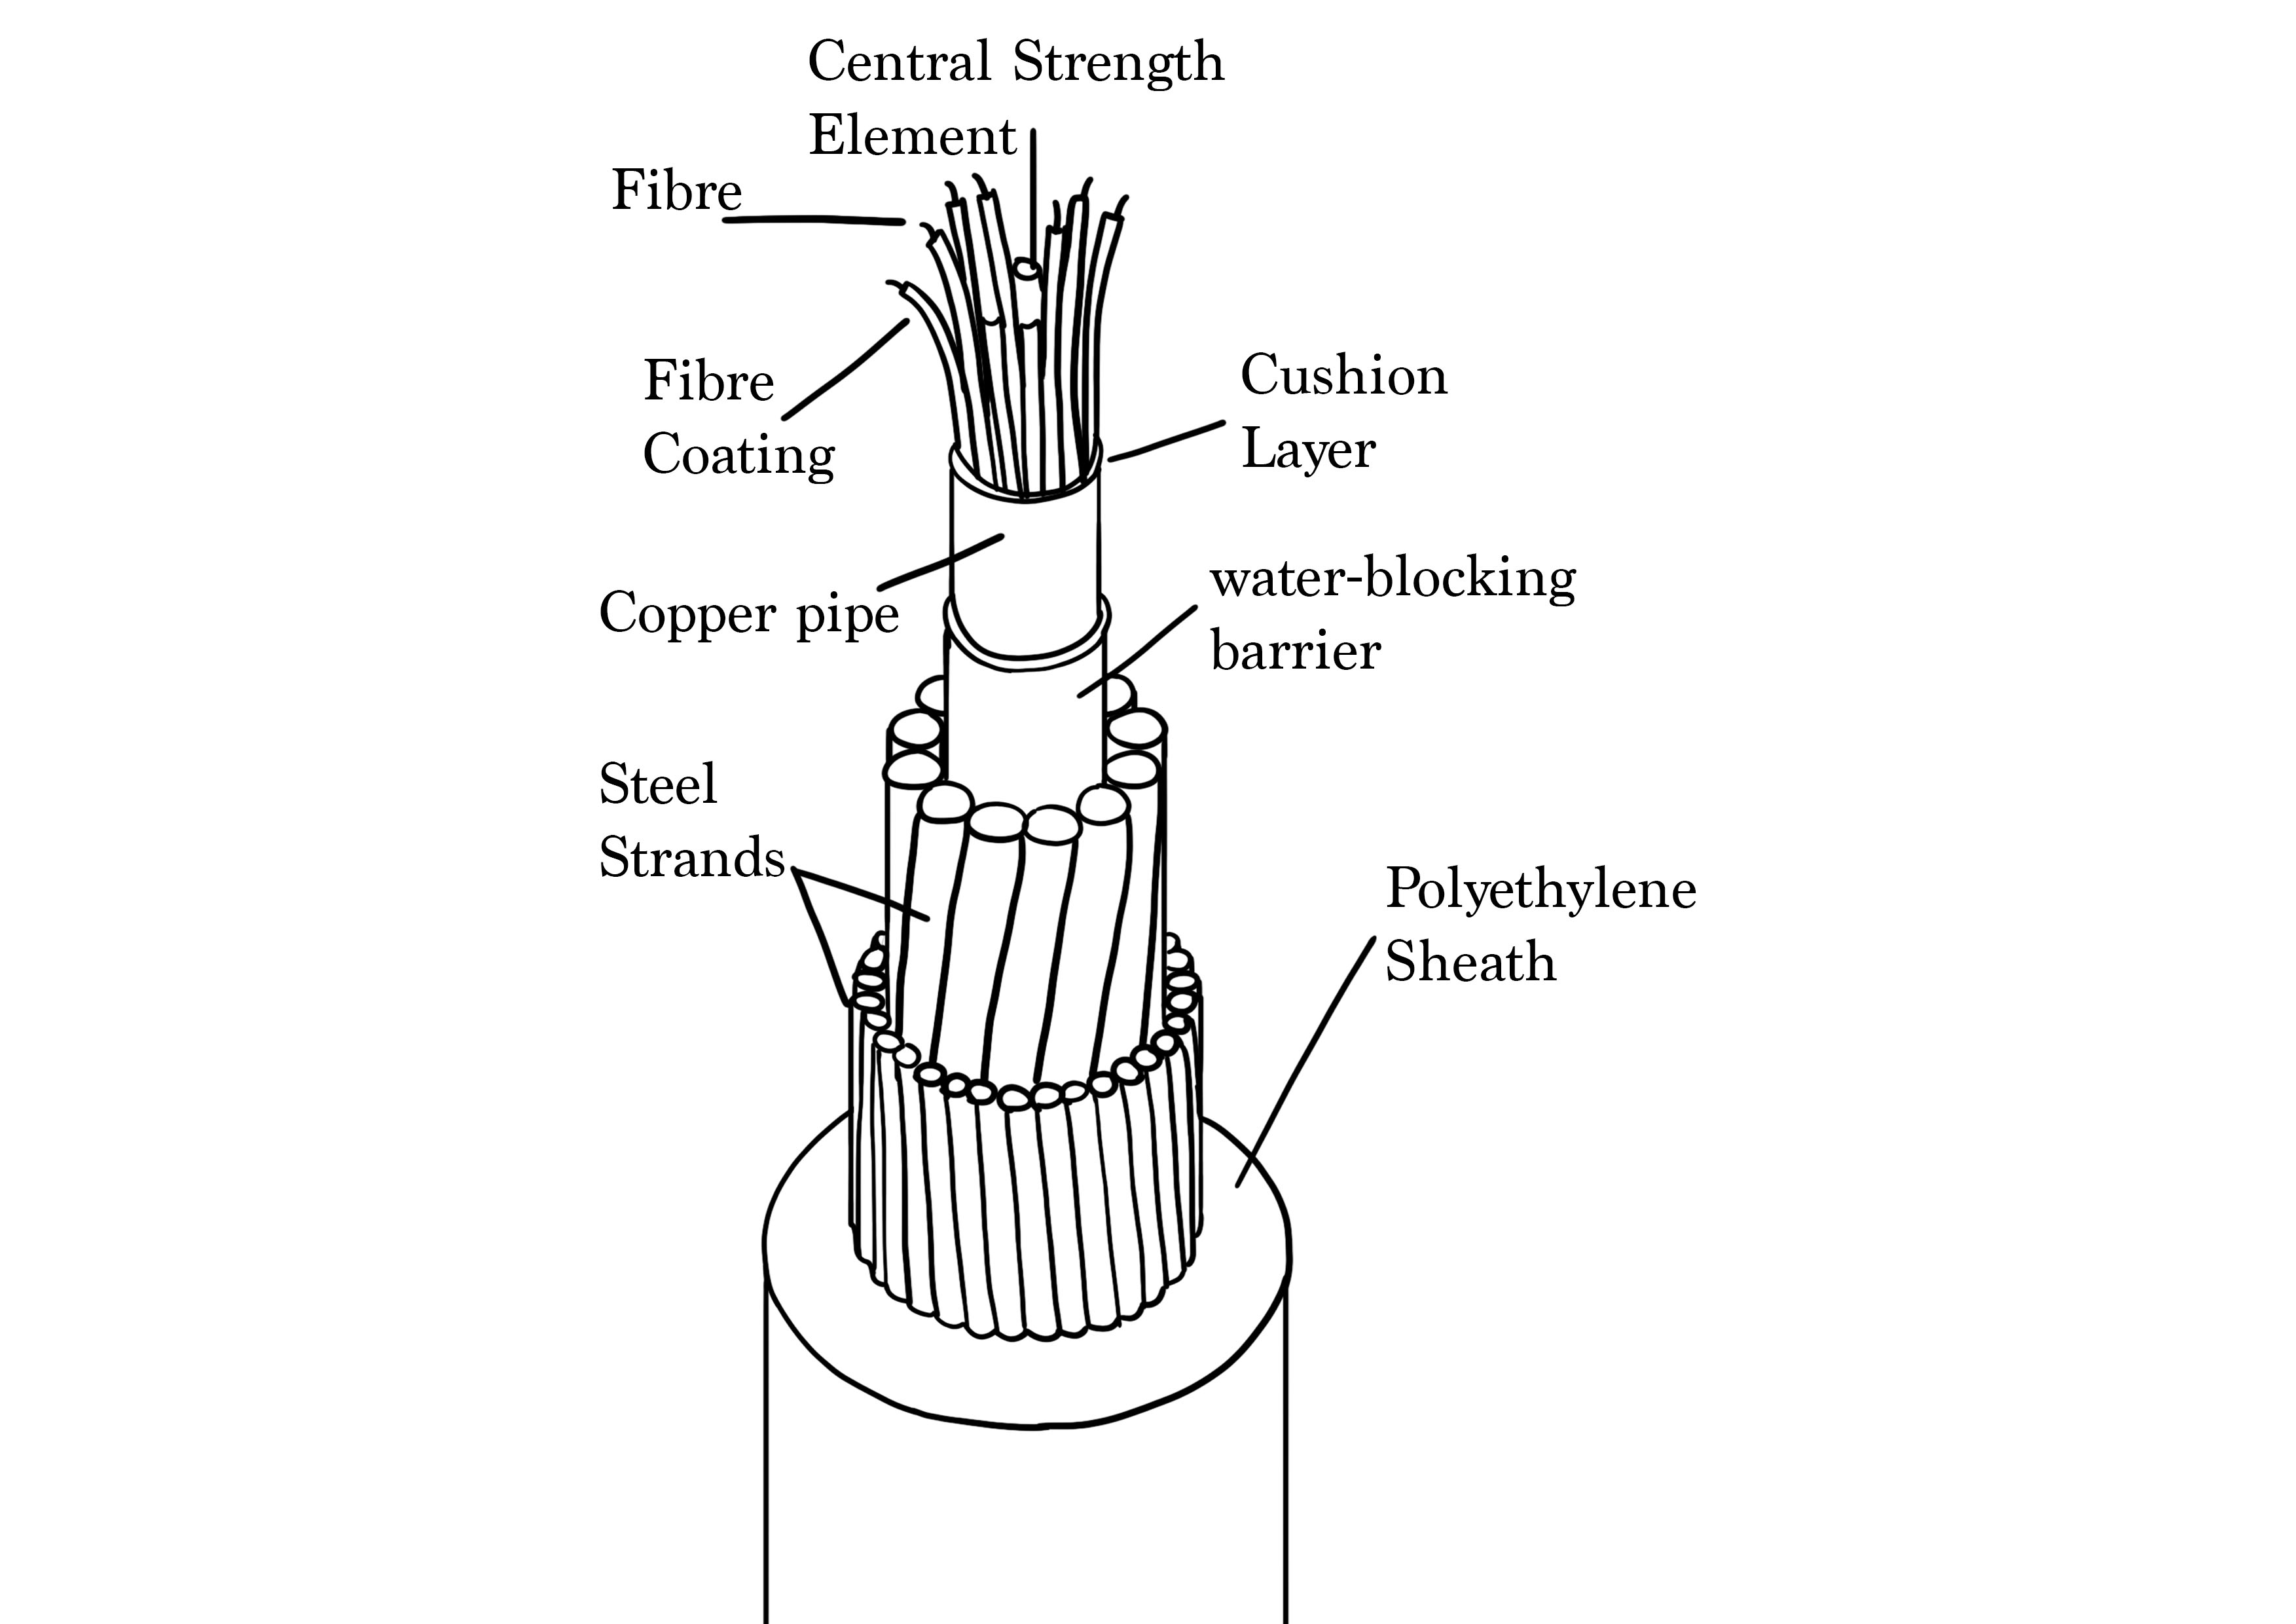 Central Strength
Element
Fibre
Fibre
Coating
Cushion
Layer
Copper pipe
water-blocking
barrier
Steel
Strands
Polyethylene
Sheath